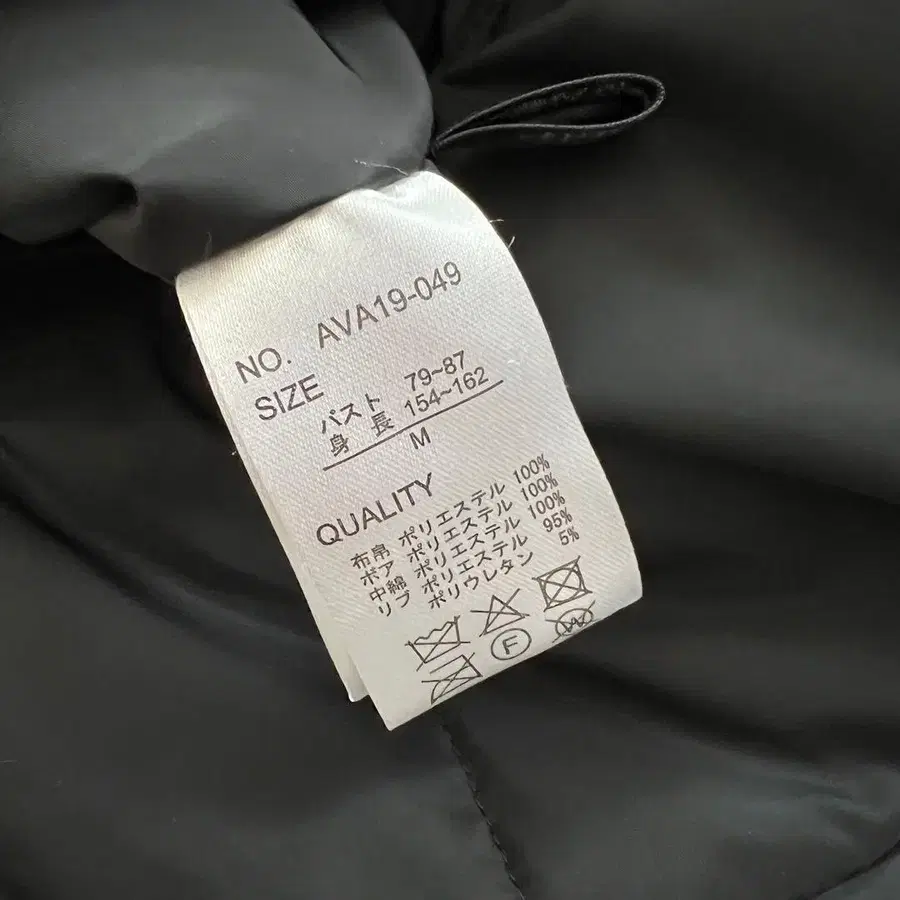 NO. AVA19-049
SIZE
バスト 79~87
身 長 154~162
M
QUALITY
布帛 ポリエステル 100%
ボア ポリエステル 100%
中綿 ポリエステル 100%
リブ ポリエステル 95%
ポリウレタン 5%
F
W